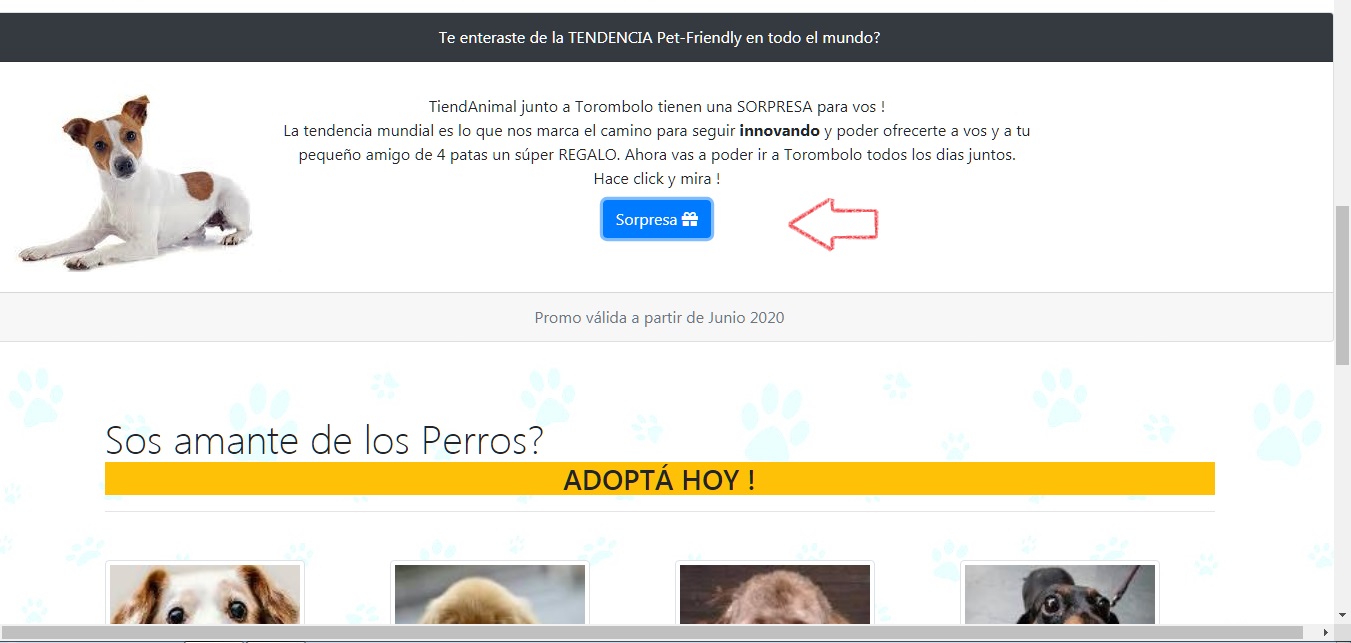 Te enteraste de la TENDENCIA Pet-Friendly en todo el mundo?
TiendAnimal junto a Torombolo tienen una SORPRESA para vos !
La tendencia mundial es lo que nos marca el camino para seguir innovando y poder ofrecerte a vos y a tu
pequeño amigo de 4 patas un súper REGALO. Ahora vas a poder ir a Torombolo todos los dias juntos.
Hace click y mira !
Sorpresa
Promo válida a partir de Junio 2020
Sos amante de los Perros?
ADOPTÁ HOY !